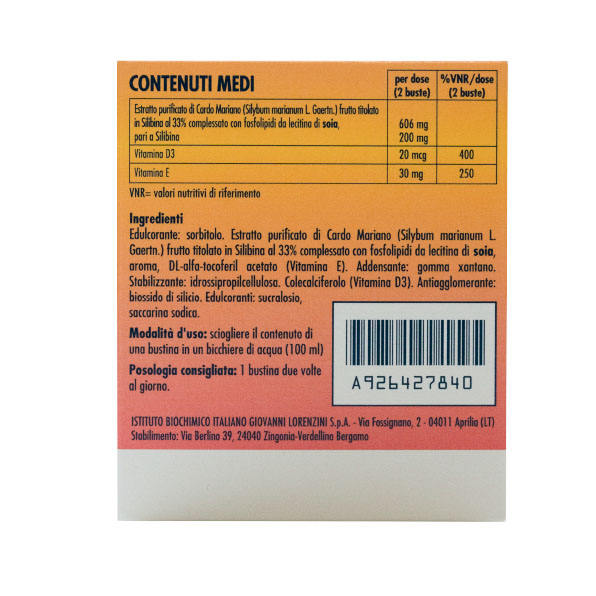 CONTENUTI MEDI
per dose
(2 buste)
%VNR/dose
(2 buste)
Estratto purificato di Cardo Mariano (Silybum marianum L. Gaertn.) frutto titolato
in Silibina al 33% complessato con fosfolipidi da lecitina di soia,
606 mg
pari a Silibina
200 mg
Vitamina D3 20 mcg 400
Vitamina E 30 mg 250
VNR= valori nutritivi di riferimento
Ingredienti
Edulcorante: sorbitolo. Estratto purificato di Cardo Mariano (Silybum marianum L.
Gaertn.) frutto titolato in Silibina al 33% complessato con fosfolipidi da lecitina di soia,
aroma, DL-alfa-tocoferil acetato (Vitamina E). Addensante: gomma xantano.
Stabilizzante: idrossipropilcellulosa. Colecalciferolo (Vitamina D3). Antiagglomerante:
biossido di silicio. Edulcoranti: sucralosio,
saccarina sodica.
Modalità d'uso: sciogliere il contenuto di
una bustina in un bicchiere di acqua (100 ml)
Posologia consigliata: 1 bustina due volte
al giorno.
A926427840
ISTITUTO BIOCHIMICO ITALIANO GIOVANNI LORENZINI S.p.A. - Via Fossignano, 2 - 04011 Aprilia (LT)
Stabilimento: Via Berlino 39, 24040 Zingonia-Verdellino Bergamo